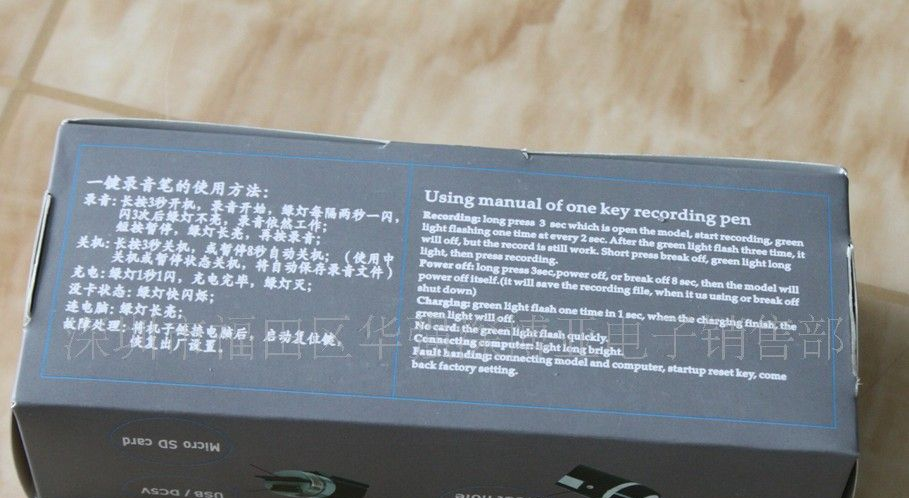 一键录音笔的使用方法:
录音:长按3秒开机，录音开始，绿灯每隔两秒一闪，
闪3次后绿灯不亮，录音依然工作;
短按暂停，绿灯长亮，再按录音;
关机:长按3秒关机，或暂停8秒自动关机; (使用中
关机或暂停状态关机，将自动保存录音文件)
充电:绿灯1秒1闪，充电充毕，绿灯灭;
没卡状态:绿灯快闪烁;
连电脑:绿灯长亮;
故障处理:将机子链接电脑后，启动复位键，
恢复出厂设置。
Using manual of one key recording pen
Recording: long press 3 sec which is open the model, start recording, green
light flashing one time at every 2 sec. After the green light flash three time, it
will off, but the record is still work. Short press break off, green light long
light, then press recording.
Power off: long press 3sec,power off, or break off 8 sec, then the model will
power off itself.(it will save the recording file, when it us using or break off
shut down)
Charging: green light flash one time in 1 sec, when the charging finish, the
green light will off.
No card: the green light flash quickly.
Connecting computer: light long bright.
Fault handing: connecting model and computer, startup reset key, come
back factory setting.
深圳市福田区华
电子销售部
Micro SD card
USB / DC5V
hole